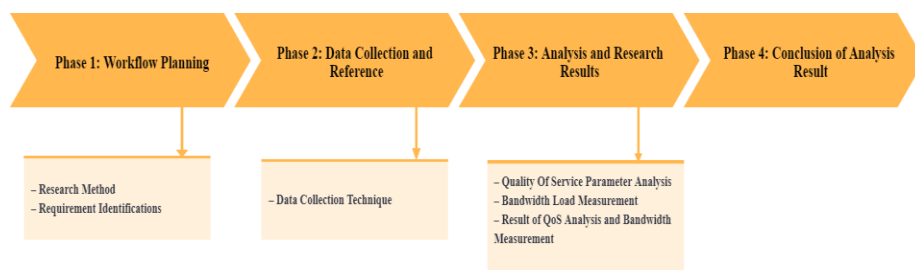 Phase 1: Workflow Planning
Phase 2: Data Collection and
Reference
Phase 3: Analysis and Research
Results
Phase 4: Conclusion of Analysis
Result
– Research Method
– Requirement Identifications
– Data Collection Technique
– Quality Of Service Parameter Analysis
– Bandwidth Load Measurement
– Result of QoS Analysis and Bandwidth
Measurement